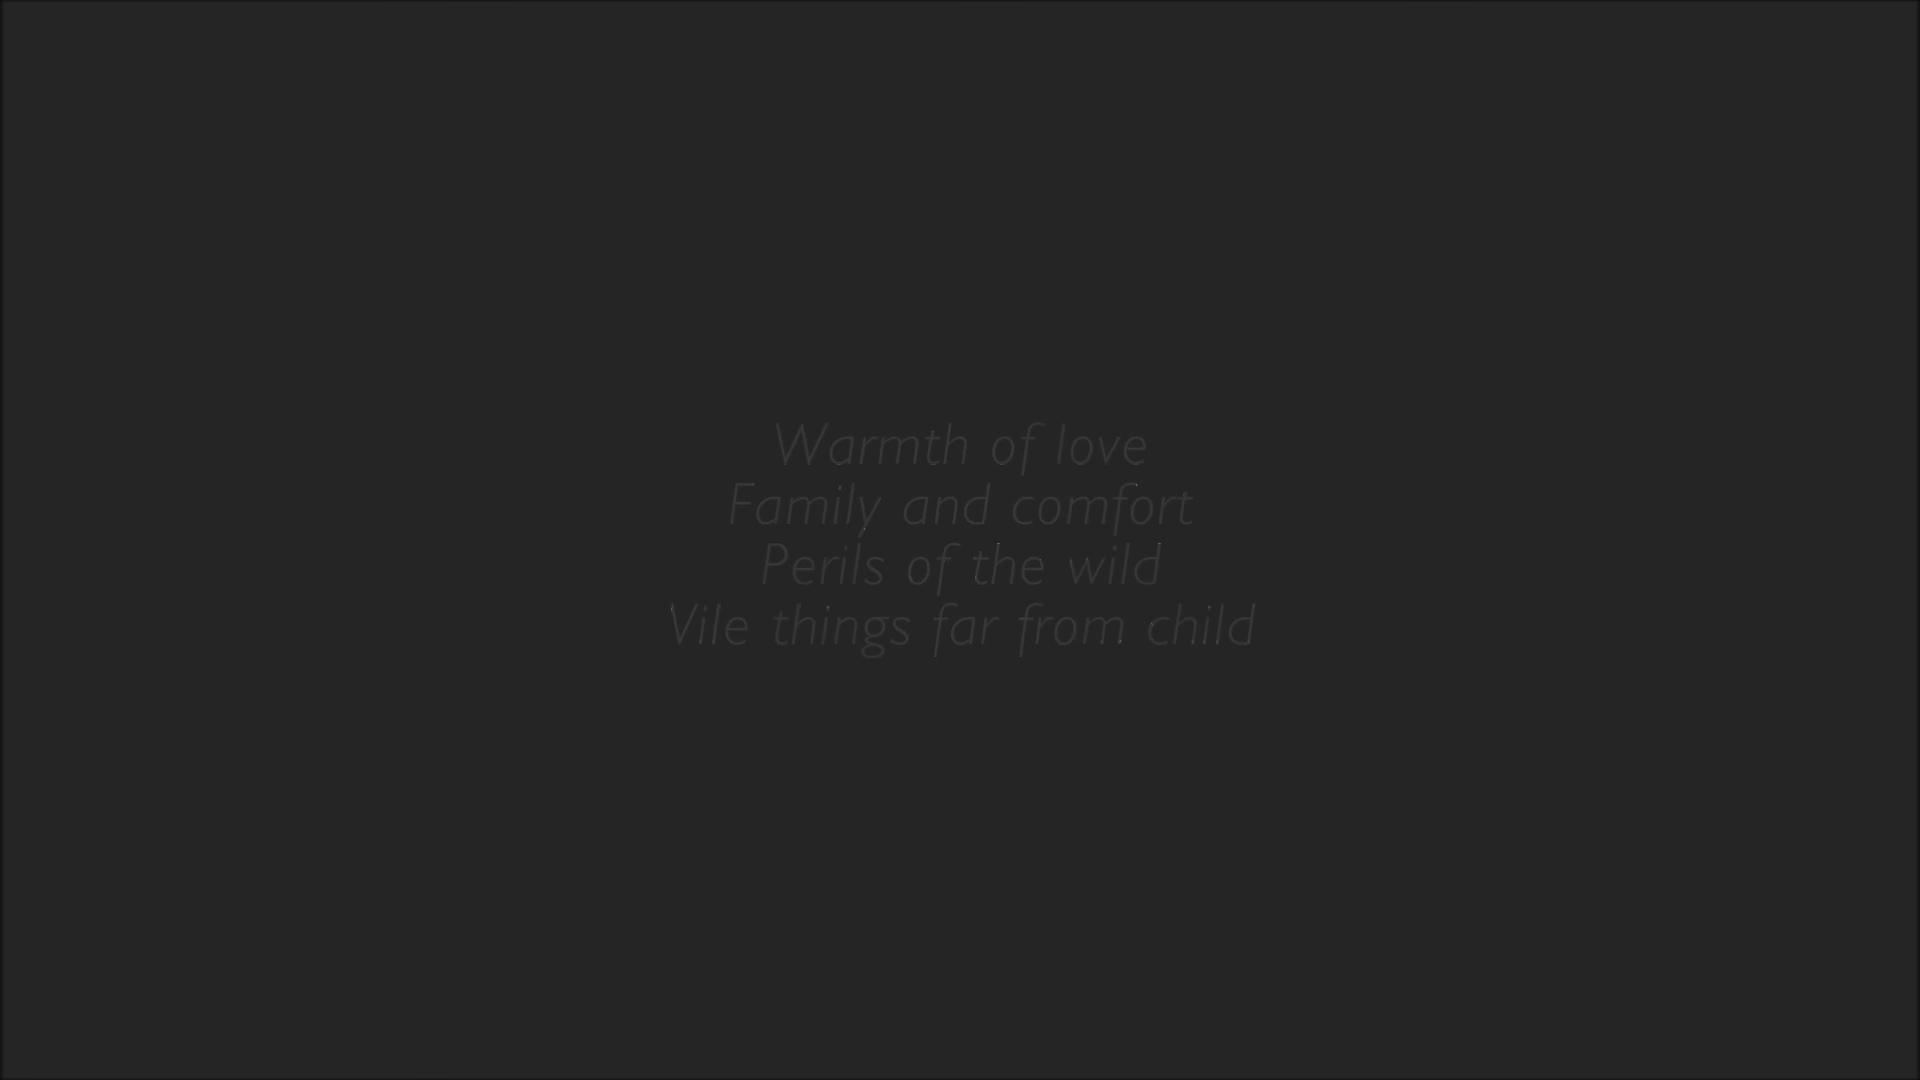 Warmth of love
Family and comfort
Perils of the wild
Vile things far from child